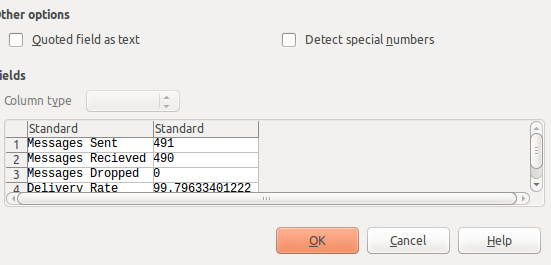 Other options
Quoted field as text
Detect special numbers
ields
Column type
Standard Standard
1 Messages Sent 491
2 Messages Recieved 490
3 Messages Dropped 0
4 Delivery Rate 99.79633401222
OK Cancel Help